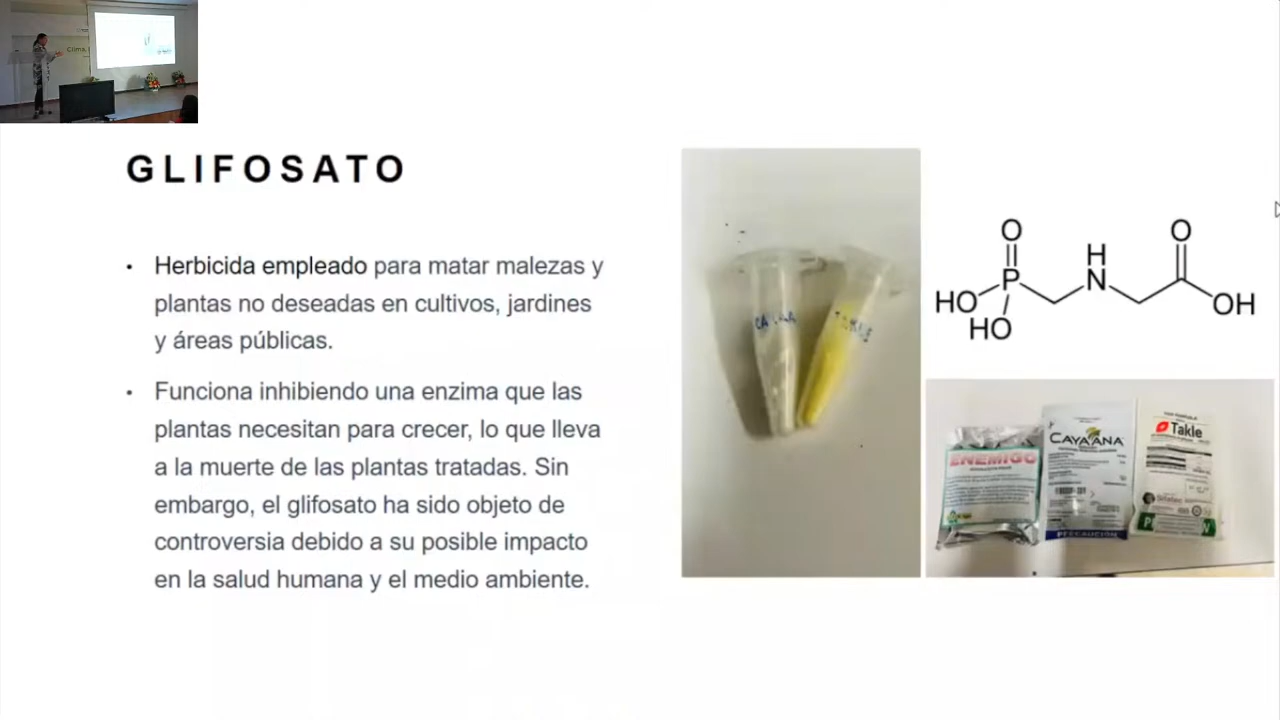 Clima,
GLIFOSATO
• Herbicida empleado para matar malezas y
plantas no deseadas en cultivos, jardines
y áreas públicas.
• Funciona inhibiendo una enzima que las
plantas necesitan para crecer, lo que lleva
a la muerte de las plantas tratadas. Sin
embargo, el glifosato ha sido objeto de
controversia debido a su posible impacto
en la salud humana y el medio ambiente.
O
O
H
P
N
HO
OH
HO
ENEMIGO
CAYAANA
PRECAUCION
Takle